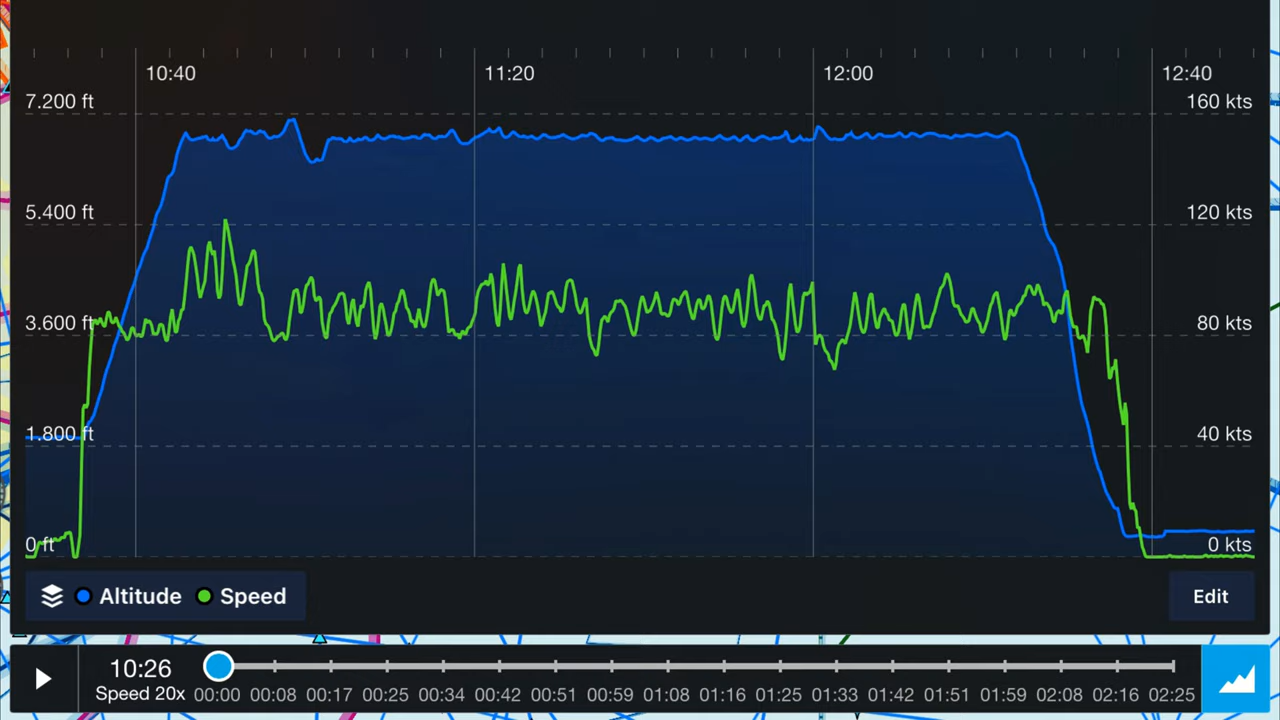 10:40 11:20 12:00 12:40
7.200 ft 160 kts
5.400 ft 120 kts
3.600 ft 80 kts
1.800 ft 40 kts
0 ft 0 kts
Altitude Speed Edit
10:26
Speed 20x 00:00 00:08 00:17 00:25 00:34 00:42 00:51 00:59 01:08 01:16 01:25 01:33 01:42 01:51 01:59 02:08 02:16 02:25